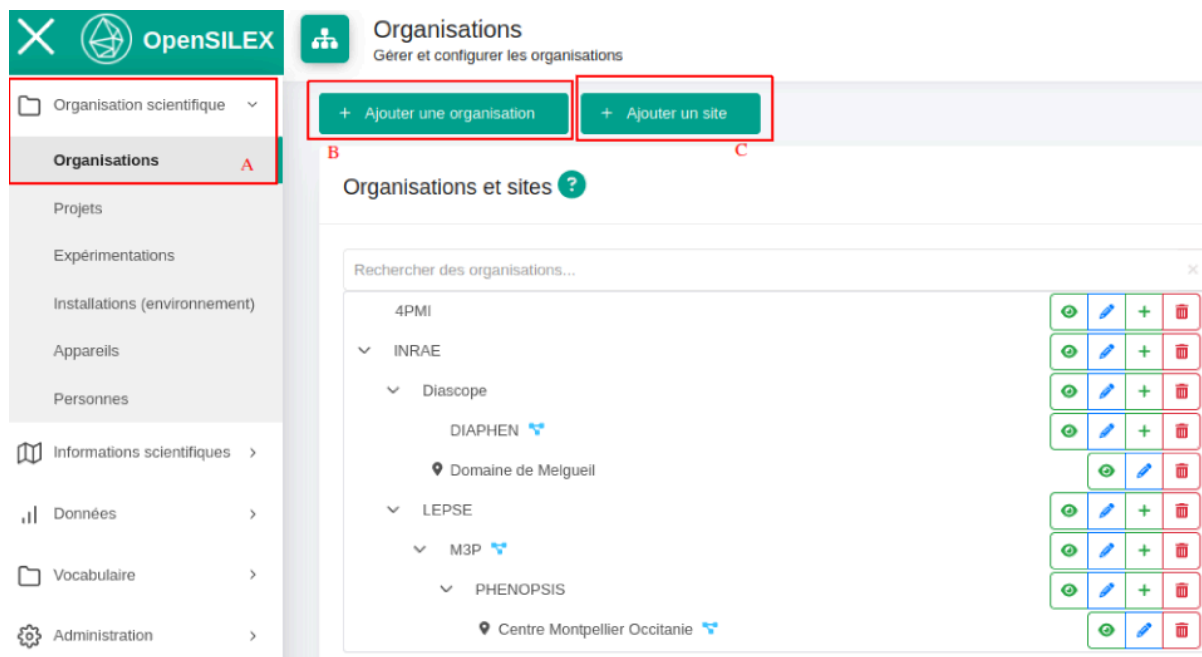 OpenSILEX
Organisations
Gérer et configurer les organisations
Organisation scientifique
Organisations
A
Projets
Expérimentations
Installations (environnement)
Appareils
Personnes
Informations scientifiques
Données
Vocabulaire
Administration
+ Ajouter une organisation
B
+ Ajouter un site
C
Organisations et sites ?
Rechercher des organisations...
4PMI
INRAE
Diascope
DIAPHEN
Domaine de Melgueil
LEPSE
M3P
PHENOPSIS
Centre Montpellier Occitanie